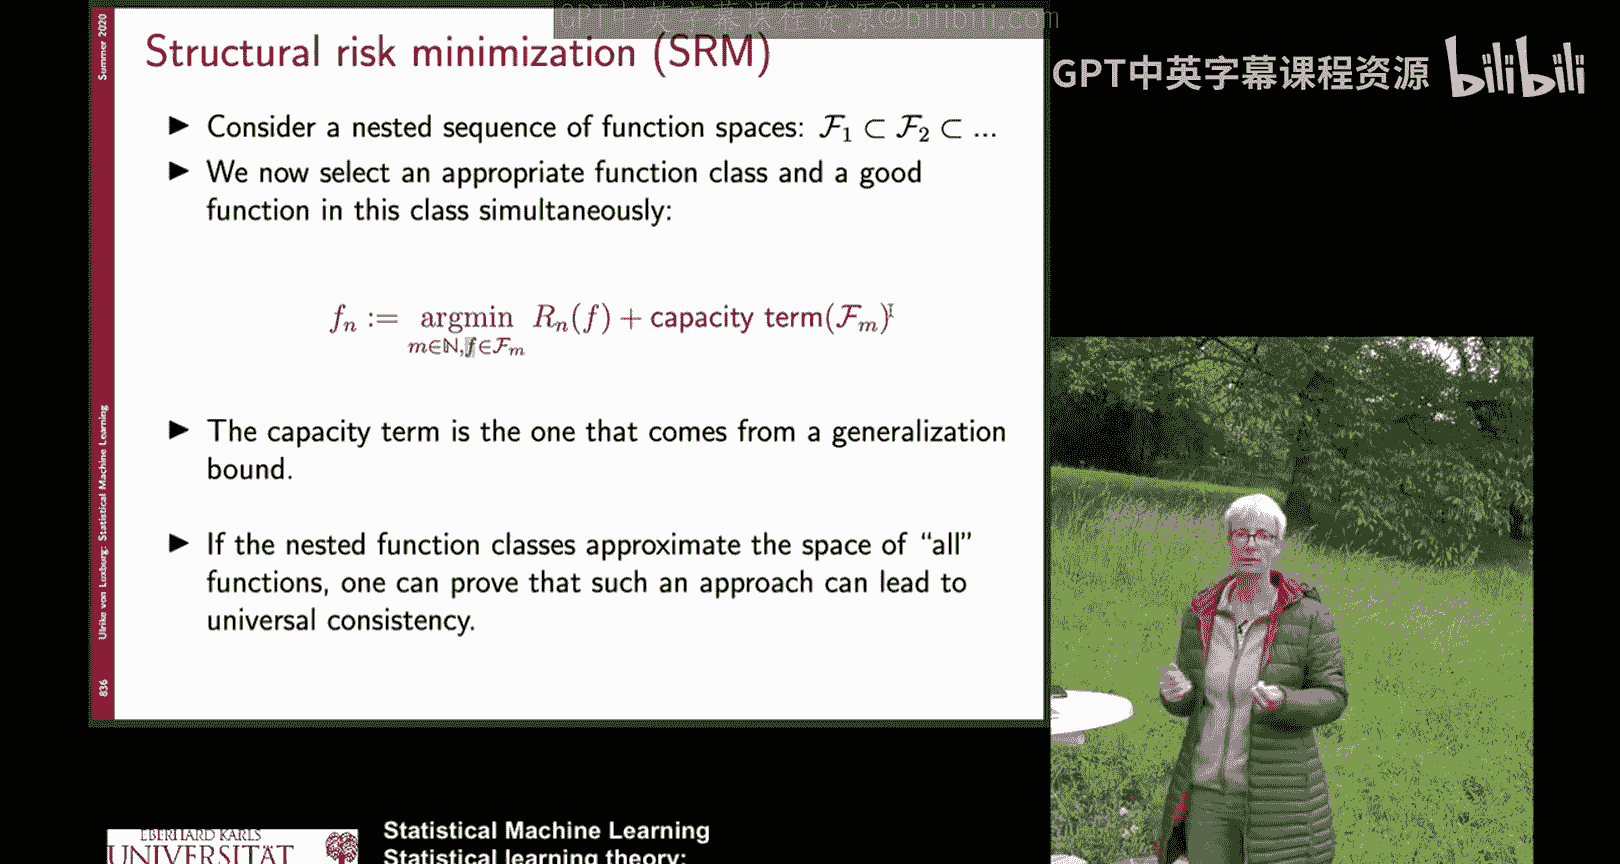 GPT中英字幕课程资源@bilibili.com
GPT中英字幕课程资源 bilibili
Summer 2020
Structural risk minimization (SRM)
► Consider a nested sequence of function spaces: ℱ₁ ⊂ ℱ₂ ⊂ ...
► We now select an appropriate function class and a good
function in this class simultaneously:
fₙ := argmin Rₙ(f) + capacity term(ℱₘ)
m∈ℕ, f∈ℱₘ
► The capacity term is the one that comes from a generalization
bound.
► If the nested function classes approximate the space of “all”
functions, one can prove that such an approach can lead to
universal consistency.
Ulrike von Luxburg: Statistical Machine Learning
836
EBERHARD KARLS
UNIVERSITÄT
Statistical Machine Learning
Statistical learning theory: